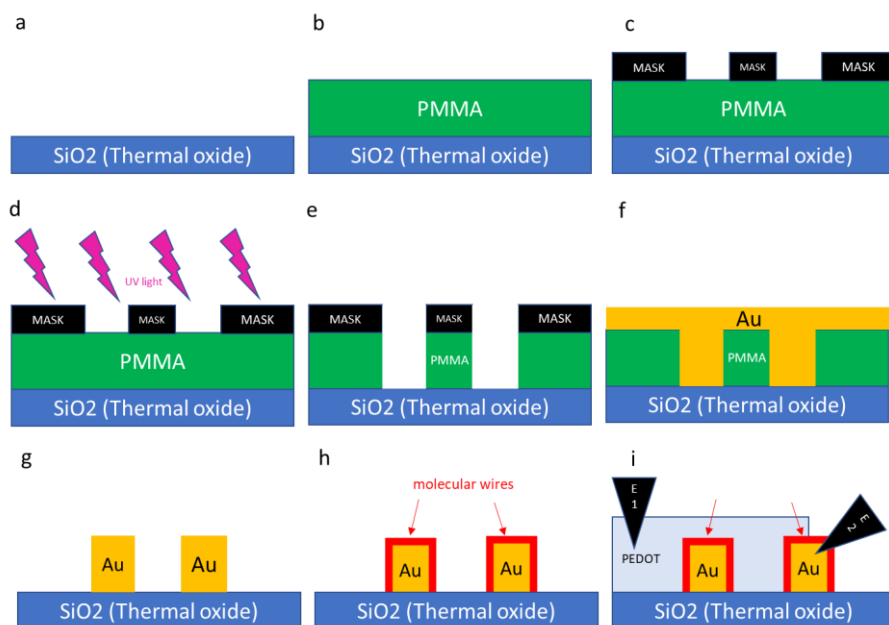 a
SiO2 (Thermal oxide)
b
PMMA
SiO2 (Thermal oxide)
c
MASK MASK MASK
PMMA
SiO2 (Thermal oxide)
d
UV light
MASK MASK MASK
PMMA
SiO2 (Thermal oxide)
e
MASK MASK MASK
PMMA
SiO2 (Thermal oxide)
f
Au
PMMA
SiO2 (Thermal oxide)
g
Au Au
SiO2 (Thermal oxide)
h
molecular wires
Au Au
SiO2 (Thermal oxide)
i
E
1
E 2
PEDOT
Au Au
SiO2 (Thermal oxide)